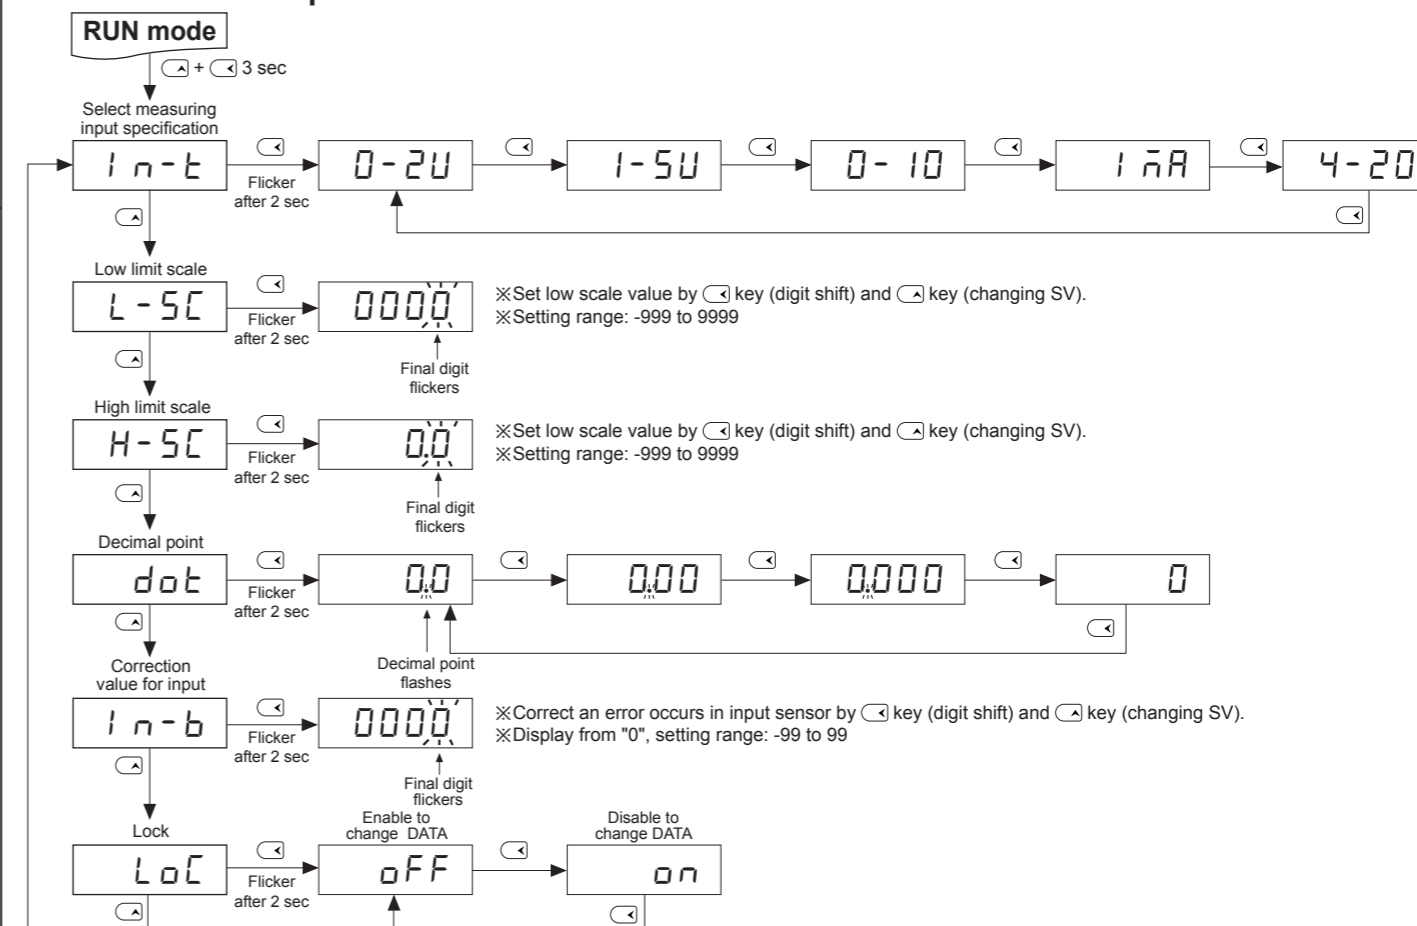 RUN mode
+ 3 sec
Select measuring
input specification
In-t
Flicker
after 2 sec
0-2V
1-5V
0-10
1 mA
4-20
Low limit scale
L-SC
Flicker
after 2 sec
0000
※Set low scale value by key (digit shift) and key (changing SV).
※Setting range: -999 to 9999
Final digit
flickers
High limit scale
H-SC
Flicker
after 2 sec
0.0
※Set low scale value by key (digit shift) and key (changing SV).
※Setting range: -999 to 9999
Final digit
flickers
Decimal point
dot
Flicker
after 2 sec
0.0
0.00
0.000
0
Decimal point
flashes
Correction
value for input
In-b
Flicker
after 2 sec
0000
※Correct an error occurs in input sensor by key (digit shift) and key (changing SV).
※Display from "0", setting range: -99 to 99
Final digit
flickers
Lock
LoC
Flicker
after 2 sec
Enable to
change DATA
oFF
Disable to
change DATA
on